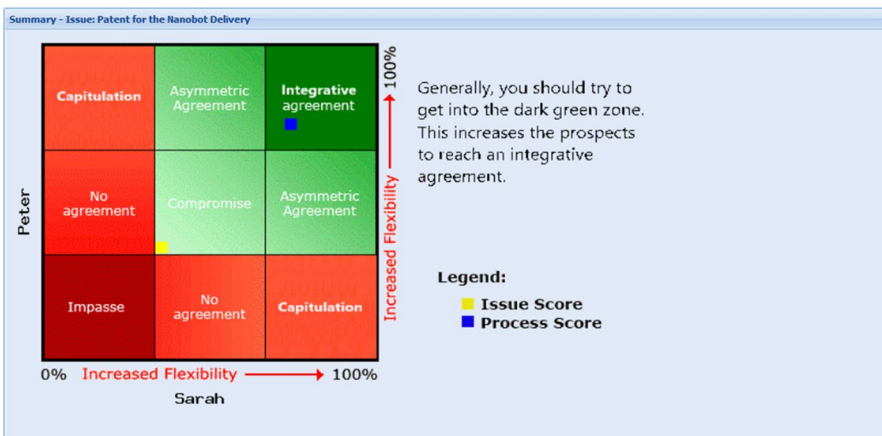 Summary - Issue: Patent for the Nanobot Delivery
Capitulation
Asymmetric
Agreement
Integrative
agreement
No
agreement
Compromise
Asymmetric
Agreement
Impasse
No
agreement
Capitulation
Peter
100%
Increased Flexibility
0%
Increased Flexibility
100%
Sarah
Generally, you should try to
get into the dark green zone.
This increases the prospects
to reach an integrative
agreement.
Legend:
Issue Score
Process Score